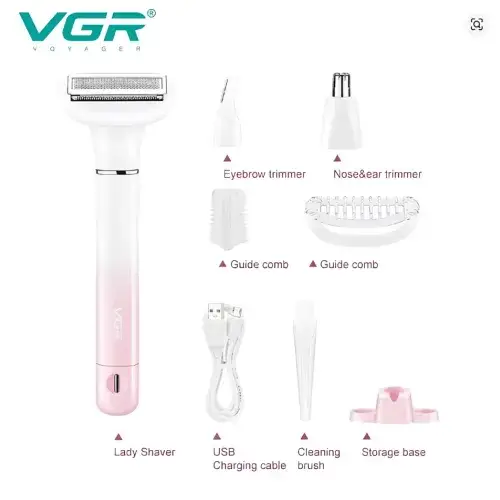 VGR®
VOYAGER
Eyebrow trimmer
Nose&ear trimmer
VGR
Guide comb
Guide comb
Lady Shaver
USB
Charging cable
Cleaning
brush
Storage base